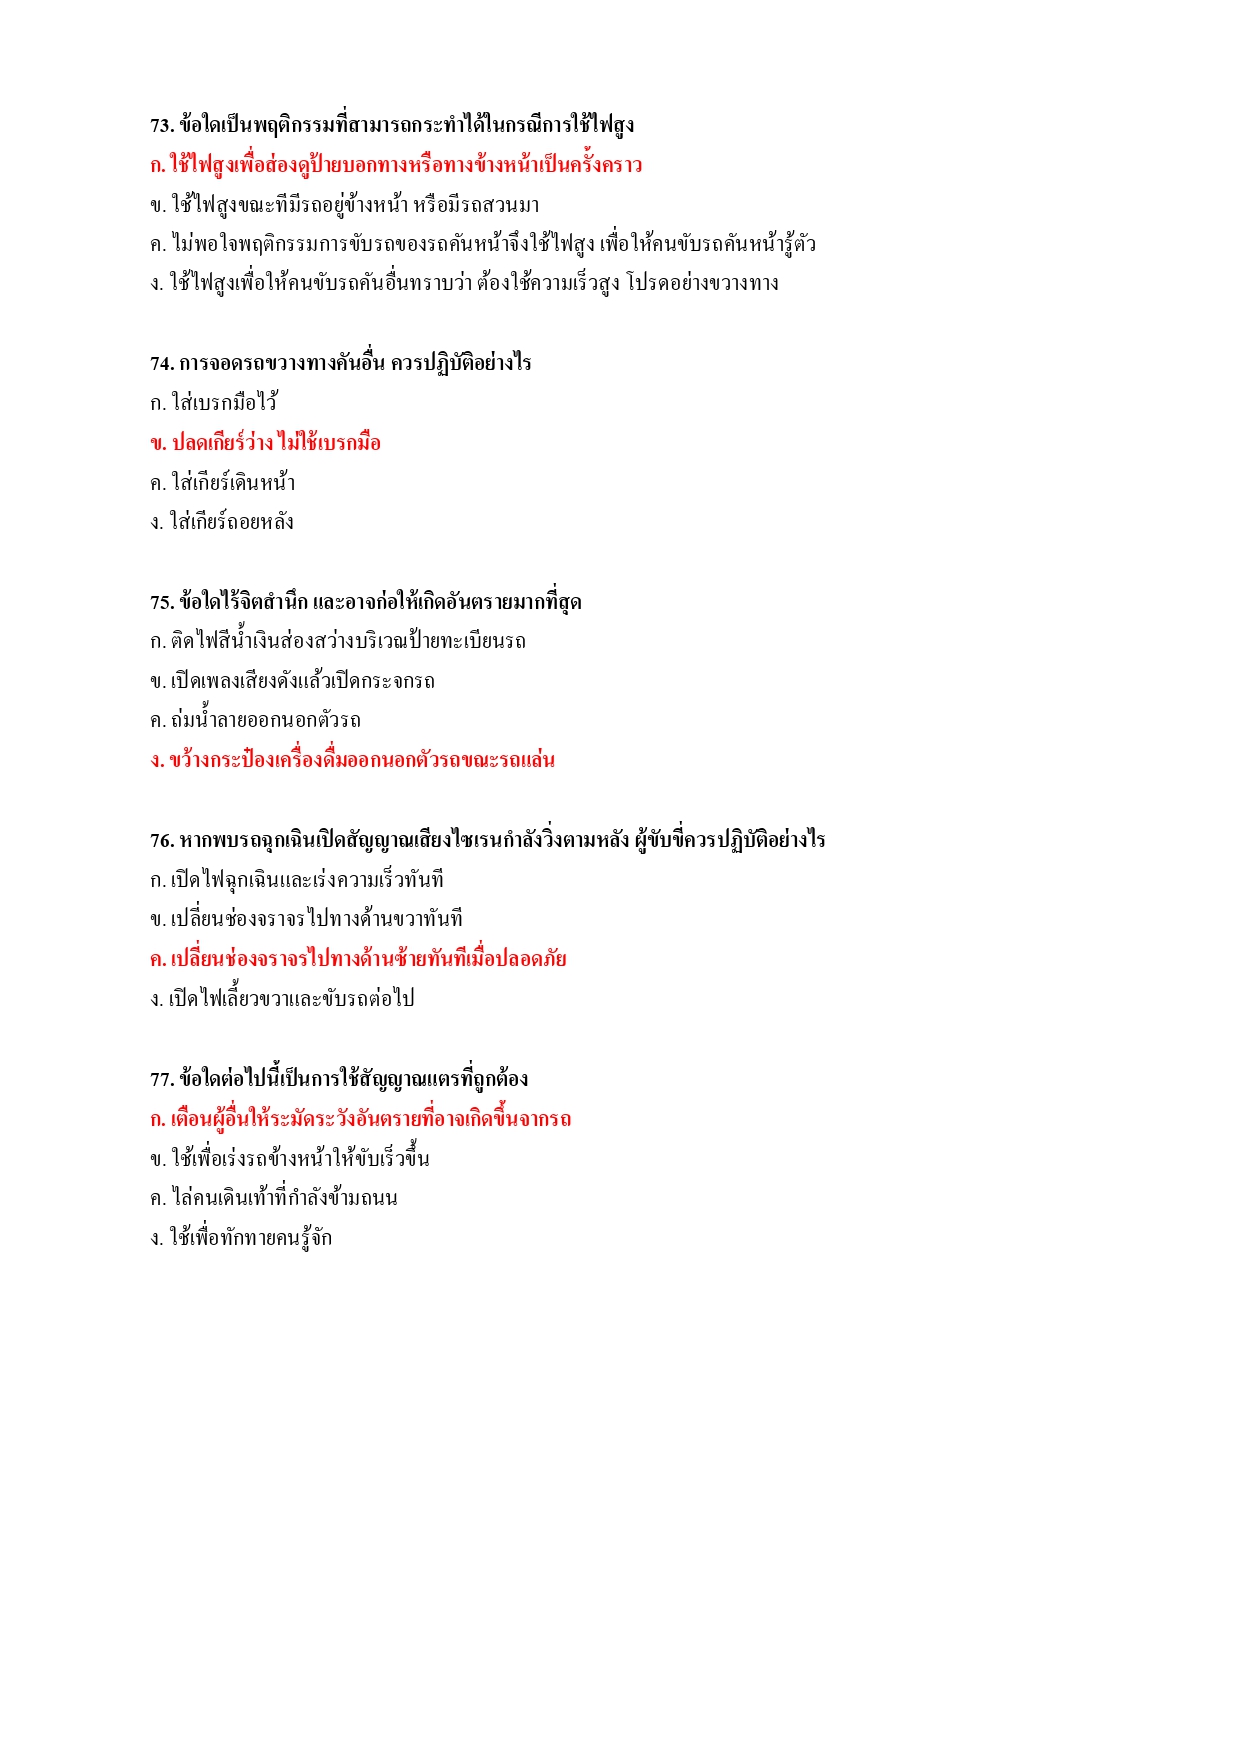 73. ข้อใดเป็นพฤติกรรมที่สามารถกระทำได้ในกรณีการใช้ไฟสูง
ก. ใช้ไฟสูงเพื่อส่องดูป้ายบอกทางหรือทางข้างหน้าเป็นครั้งคราว
ข. ใช้ไฟสูงขณะทีมีรถอยู่ข้างหน้า หรือมีรถสวนมา
ค. ไม่พอใจพฤติกรรมการขับรถของรถคันหน้าจึงใช้ไฟสูง เพื่อให้คนขับรถคันหน้ารู้ตัว
ง. ใช้ไฟสูงเพื่อให้คนขับรถคันอื่นทราบว่า ต้องใช้ความเร็วสูง โปรดอย่างขวางทาง
74. การจอดรถขวางทางคันอื่น ควรปฏิบัติอย่างไร
ก. ใส่เบรกมือไว้
ข. ปลดเกียร์ว่าง ไม่ใช้เบรกมือ
ค. ใส่เกียร์เดินหน้า
ง. ใส่เกียร์ถอยหลัง
75. ข้อใดไร้จิตสำนึก และอาจก่อให้เกิดอันตรายมากที่สุด
ก. ติดไฟสีน้ำเงินส่องสว่างบริเวณป้ายทะเบียนรถ
ข. เปิดเพลงเสียงดังแล้วเปิดกระจกรถ
ค. ถ่มน้ำลายออกนอกตัวรถ
ง. ขว้างกระป๋องเครื่องดื่มออกนอกตัวรถขณะรถแล่น
76. หากพบรถฉุกเฉินเปิดสัญญาณเสียงไซเรนกำลังวิ่งตามหลัง ผู้ขับขี่ควรปฏิบัติอย่างไร
ก. เปิดไฟฉุกเฉินและเร่งความเร็วทันที
ข. เปลี่ยนช่องจราจรไปทางด้านขวาทันที
ค. เปลี่ยนช่องจราจรไปทางด้านซ้ายทันทีเมื่อปลอดภัย
ง. เปิดไฟเลี้ยวขวาและขับรถต่อไป
77. ข้อใดต่อไปนี้เป็นการใช้สัญญาณแตรที่ถูกต้อง
ก. เตือนผู้อื่นให้ระมัดระวังอันตรายที่อาจเกิดขึ้นจากรถ
ข. ใช้เพื่อเร่งรถข้างหน้าให้ขับเร็วขึ้น
ค. ไล่คนเดินเท้าที่กำลังข้ามถนน
ง. ใช้เพื่อทักทายคนรู้จัก